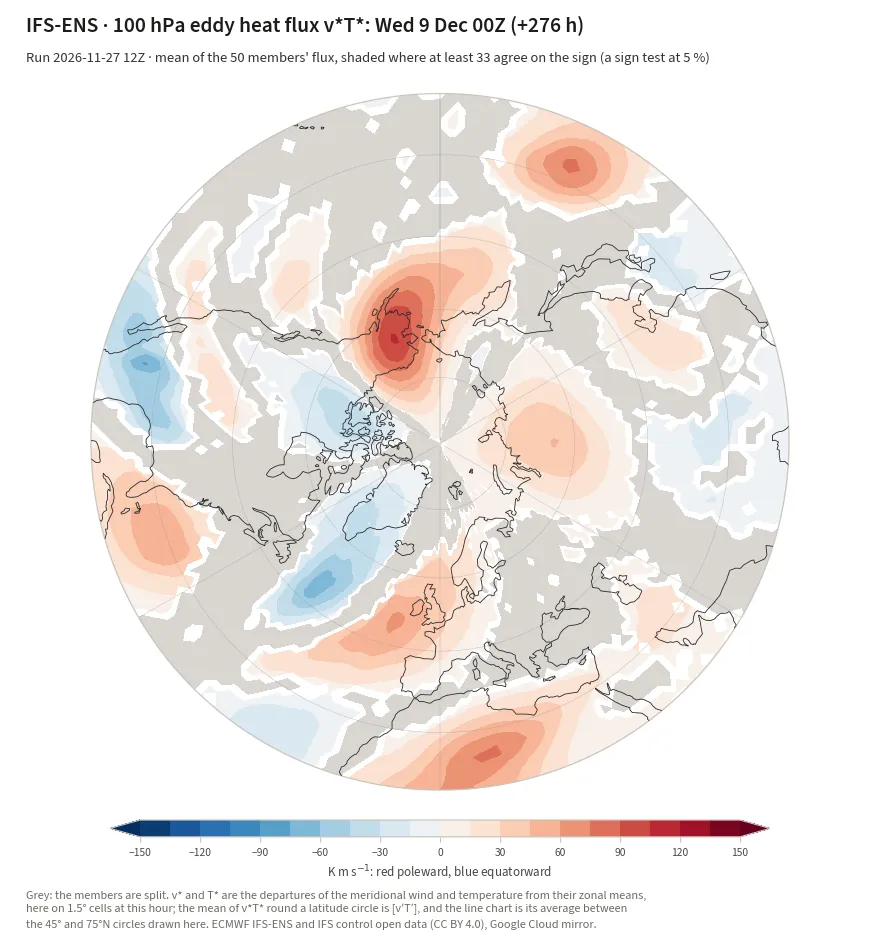 IFS-ENS · 100 hPa eddy heat flux v*T*: Wed 9 Dec 00Z (+276 h)
Run 2026-11-27 12Z · mean of the 50 members' flux, shaded where at least 33 agree on the sign (a sign test at 5 %)
−150 −120 −90 −60 −30 0 30 60 90 120 150
K m s⁻¹: red poleward, blue equatorward
Grey: the members are split. v* and T* are the departures of the meridional wind and temperature from their zonal means,
here on 1.5° cells at this hour; the mean of v*T* round a latitude circle is [v'T'], and the line chart is its average between
the 45° and 75°N circles drawn here. ECMWF IFS-ENS and IFS control open data (CC BY 4.0), Google Cloud mirror.